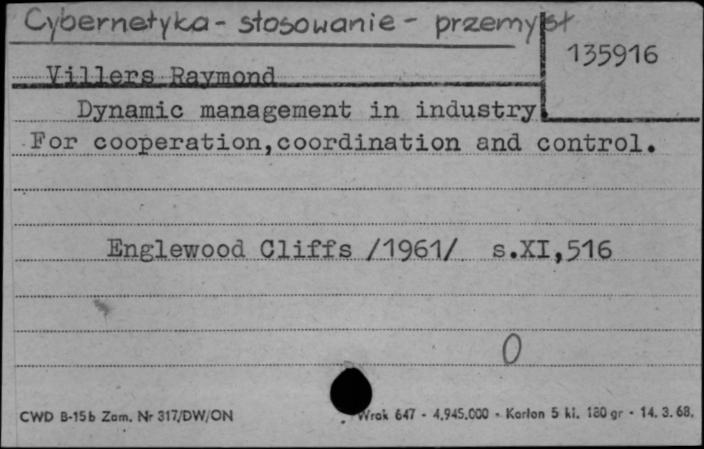 Cybernetyka - stosowanie - przemysł
135916
Villers Raymond
Dynamic management in industry
For cooperation,coordination and control.
Englewood Cliffs /1961/ s.XI,516
0
CWD B-15b Zam. Nr 317/DW/ON
Wrak 647 - 4.945.000 - Karton 5 kl. 180 gr - 14. 3. 68.